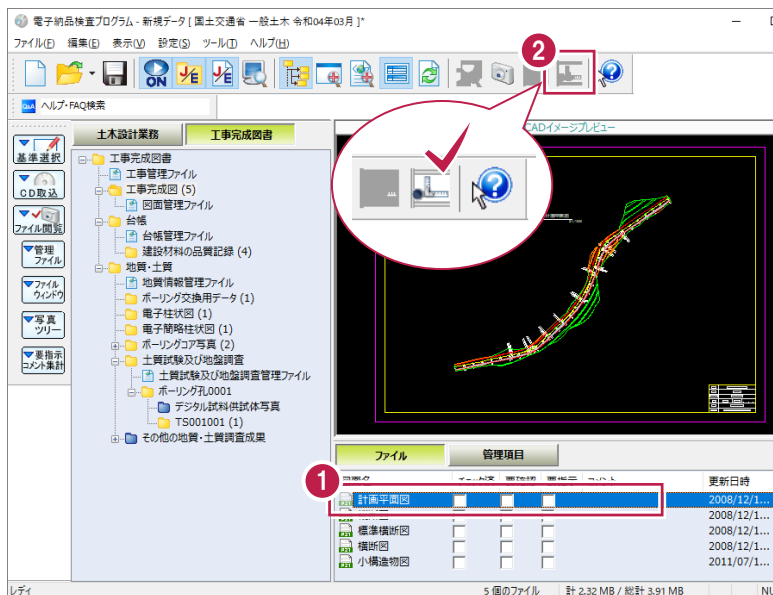 電子納品検査プログラム - 新規データ [ 国土交通省 一般土木 令和04年03月 ]*
ファイル(F) 編集(E) 表示(V) 設定(S) ツール(T) ヘルプ(H)
2
ON J/E J/E
Q&A ヘルプ・FAQ検索
基準選択
CD取込
ファイル閲覧
▼管理
ファイル
▼ファイル
ウィンドウ
▼写真
ツリー
▼要指示
コメント集計
土木設計業務 工事完成図書
工事完成図書
工事管理ファイル
工事完成図 (5)
図面管理ファイル
台帳
台帳管理ファイル
建設材料の品質記録 (4)
地質・土質
地質情報管理ファイル
ボーリング交換用データ (1)
電子柱状図 (1)
電子簡略柱状図 (1)
ボーリングコア写真 (2)
土質試験及び地盤調査
土質試験及び地盤調査管理ファイル
ボーリング孔0001
デジタル試料供試体写真
TS001001 (1)
その他の地質・土質調査成果
CADイメージプレビュー
ファイル 管理項目
1
更新日時
計画平面図 2008/12/1...
2008/12/1...
標準横断図 2008/12/1...
横断図 2008/12/1...
小構造物図 2011/07/1...
レディ 5 個のファイル 計 2.32 MB / 総計 3.91 MB